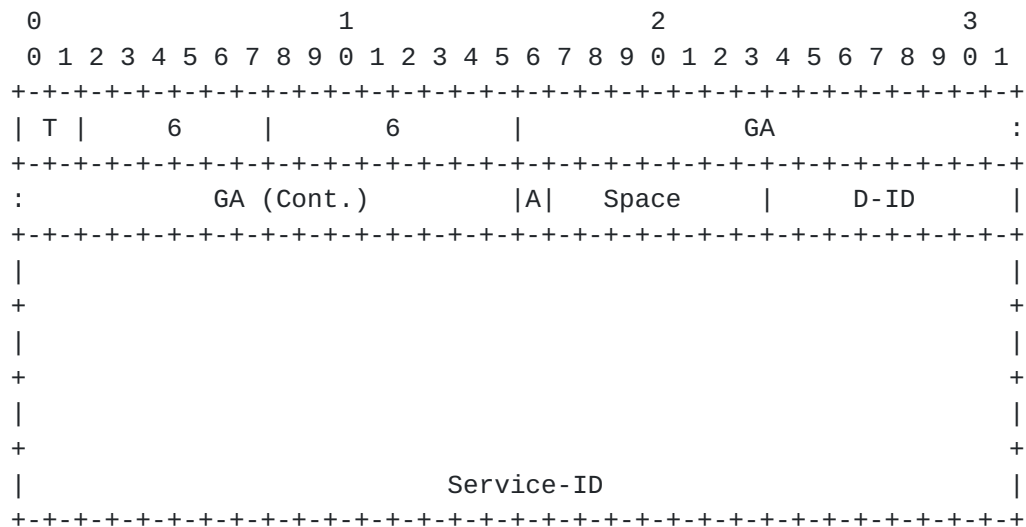 0                   1                   2                   3
 0 1 2 3 4 5 6 7 8 9 0 1 2 3 4 5 6 7 8 9 0 1 2 3 4 5 6 7 8 9 0 1
+-+-+-+-+-+-+-+-+-+-+-+-+-+-+-+-+-+-+-+-+-+-+-+-+-+-+-+-+-+-+-+-+
| T |     6     |       6       |              GA               :
+-+-+-+-+-+-+-+-+-+-+-+-+-+-+-+-+-+-+-+-+-+-+-+-+-+-+-+-+-+-+-+-+
:            GA (Cont.)         |A|   Space     |     D-ID      |
+-+-+-+-+-+-+-+-+-+-+-+-+-+-+-+-+-+-+-+-+-+-+-+-+-+-+-+-+-+-+-+-+
|                                                               |
+                                                               +
|                                                               |
+                                                               +
|                                                               |
+                                                               +
|                           Service-ID                          |
+-+-+-+-+-+-+-+-+-+-+-+-+-+-+-+-+-+-+-+-+-+-+-+-+-+-+-+-+-+-+-+-+